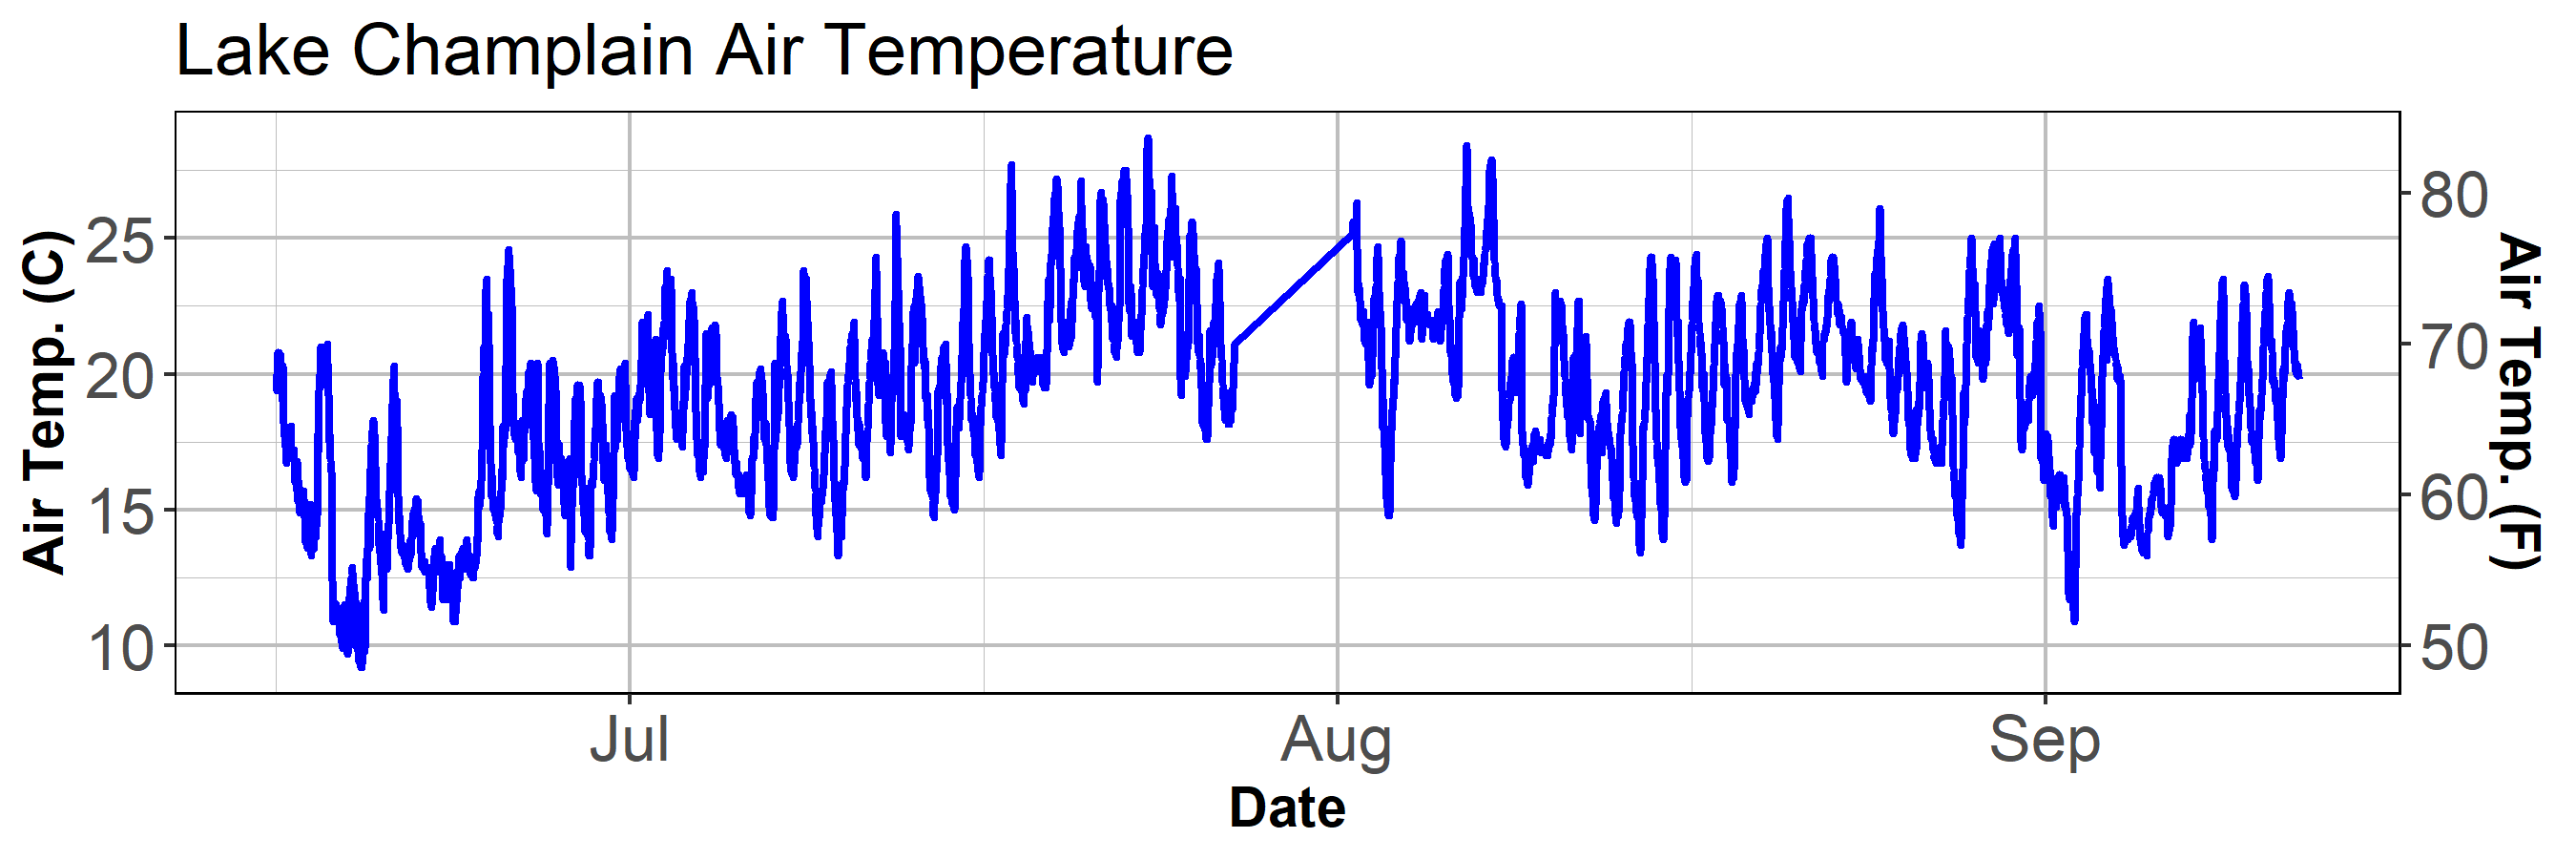 Lake Champlain Air Temperature
Air Temp. (C)
25
20
15
10
80
70
60
50
Air Temp. (F)
Jul Aug Sep
Date